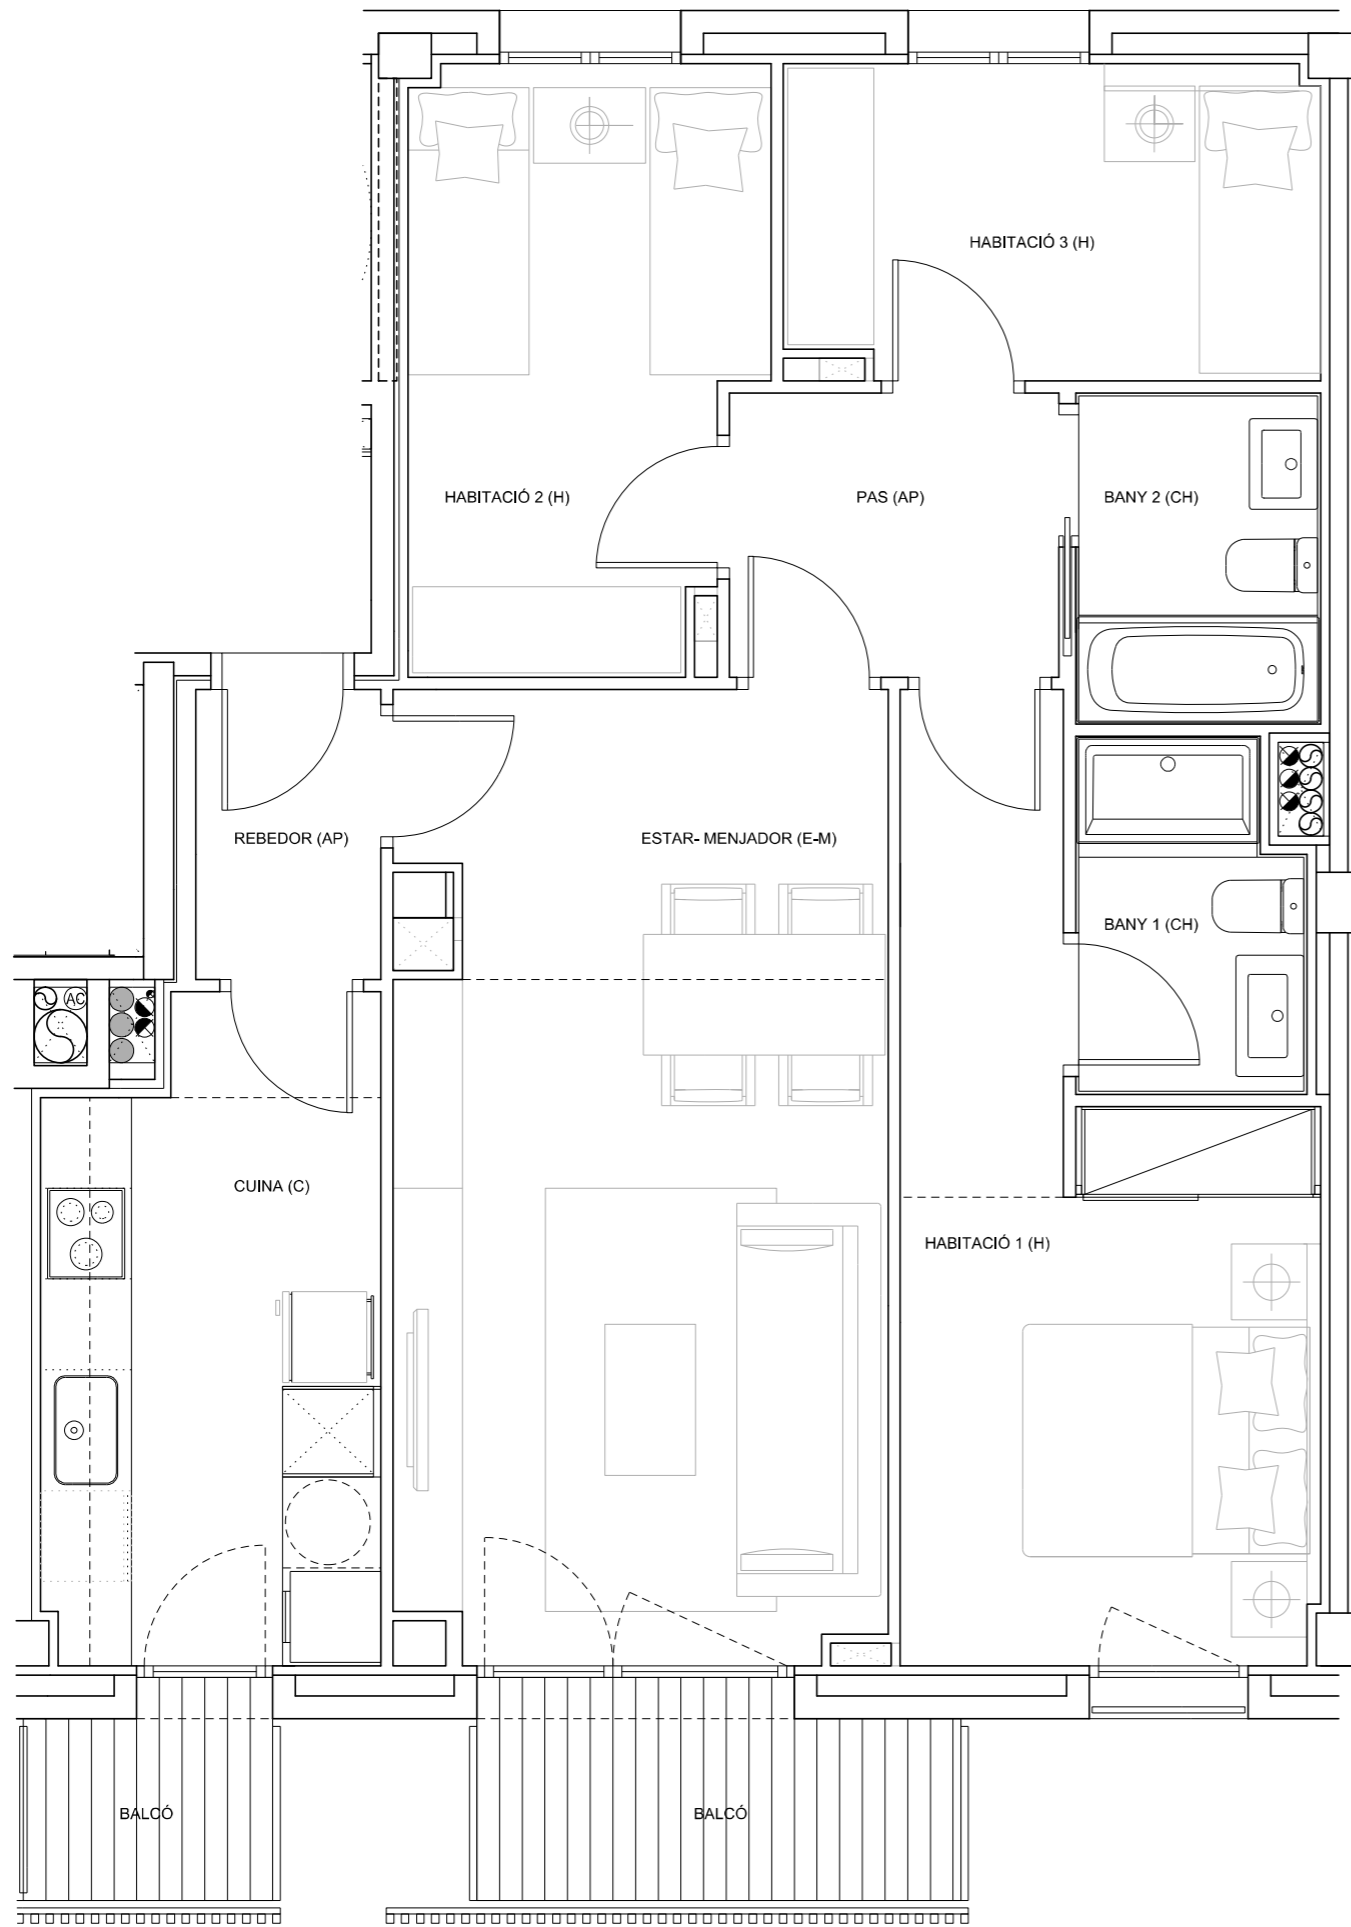 HABITACIÓ 3 (H)
HABITACIÓ 2 (H)
PAS (AP)
BANY 2 (CH)
REBEDOR (AP)
ESTAR- MENJADOR (E-M)
BANY 1 (CH)
AC
CUINA (C)
HABITACIÓ 1 (H)
BALCÓ
BALCÓ